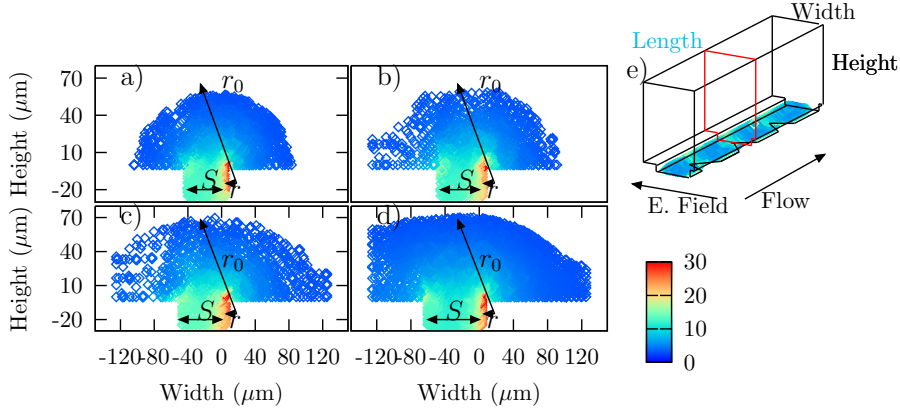 a)
b)
c)
d)
e)
r0
r0
r0
r0
S
S
S
S
Height (μm)
70
40
10
-20
Height (μm)
70
40
10
-20
-120 -80 -40 0 40 80 120
-120 -80 -40 0 40 80 120
Width (μm)
Width (μm)
Width
Length
Height
E. Field
Flow
30
20
10
0